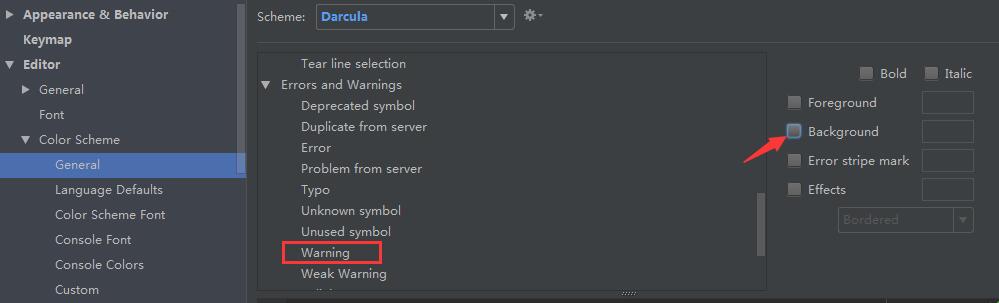 Appearance & Behavior
Keymap
Editor
General
Font
Color Scheme
General
Language Defaults
Color Scheme Font
Console Font
Console Colors
Custom
Scheme: Darcula
Tear line selection
Errors and Warnings
Deprecated symbol
Duplicate from server
Error
Problem from server
Typo
Unknown symbol
Unused symbol
Warning
Weak Warning
Bold Italic
Foreground
Background
Error stripe mark
Effects
Bordered